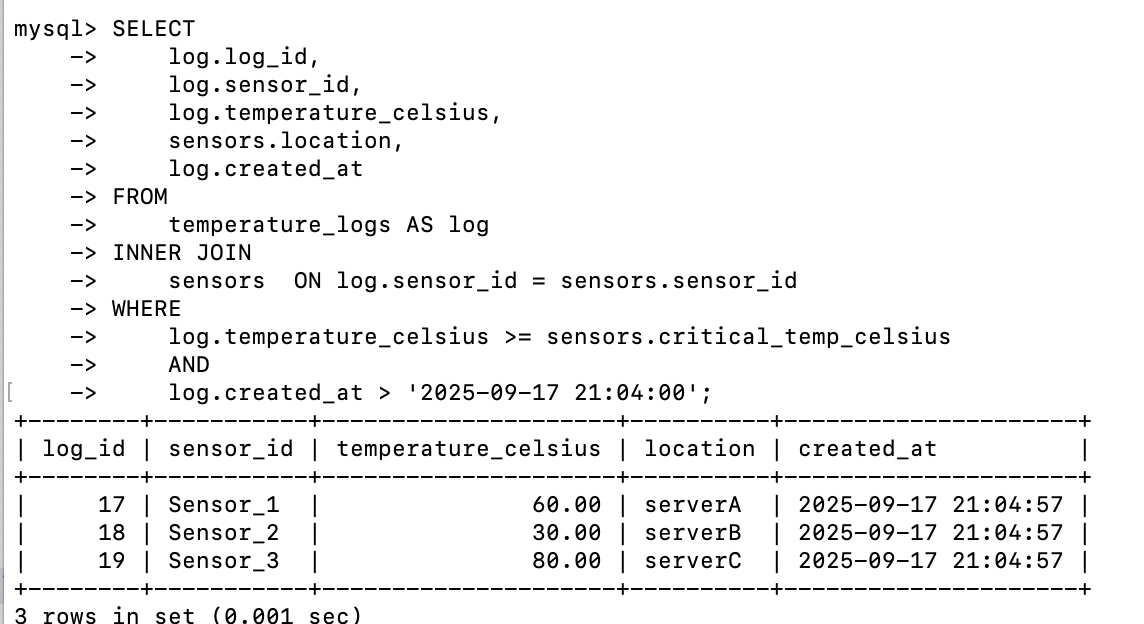 mysql> SELECT
    ->     log.log_id,
    ->     log.sensor_id,
    ->     log.temperature_celsius,
    ->     sensors.location,
    ->     log.created_at
    -> FROM
    ->     temperature_logs AS log
    -> INNER JOIN
    ->     sensors  ON log.sensor_id = sensors.sensor_id
    -> WHERE
    ->     log.temperature_celsius >= sensors.critical_temp_celsius
    ->     AND
[   ->     log.created_at > '2025-09-17 21:04:00';
+--------+-----------+---------------------+----------+---------------------+
| log_id | sensor_id | temperature_celsius | location | created_at          |
+--------+-----------+---------------------+----------+---------------------+
|     17 | Sensor_1  |               60.00 | serverA  | 2025-09-17 21:04:57 |
|     18 | Sensor_2  |               30.00 | serverB  | 2025-09-17 21:04:57 |
|     19 | Sensor_3  |               80.00 | serverC  | 2025-09-17 21:04:57 |
+--------+-----------+---------------------+----------+---------------------+
3 rows in set (0.001 sec)